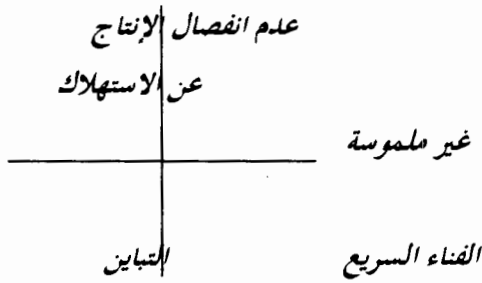 عدم انفصال الإنتاج
عن الاستهلاك
غير ملموسة
الفناء السريع
التباين